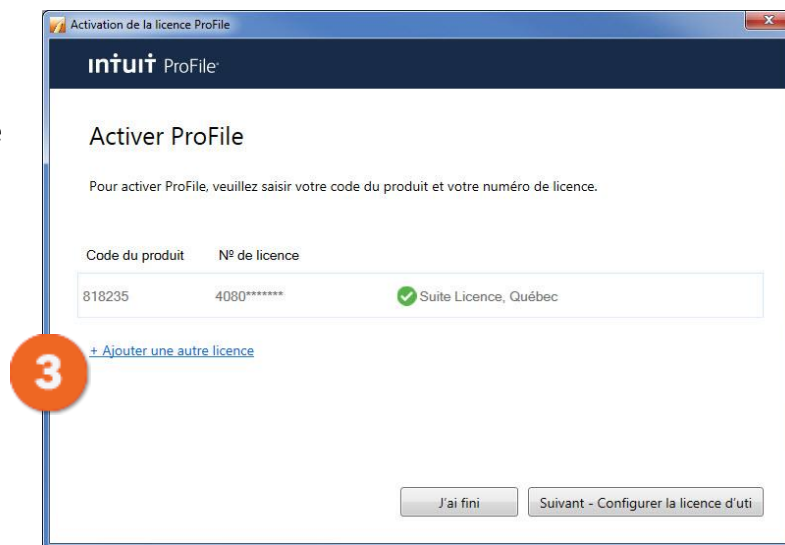 Activation de la licence ProFile
intuit ProFile
Activer ProFile
Pour activer ProFile, veuillez saisir votre code du produit et votre numéro de licence.
Code du produit Nº de licence
818235 4080******* Suite Licence, Québec
+ Ajouter une autre licence
3
J'ai fini Suivant - Configurer la licence d'uti